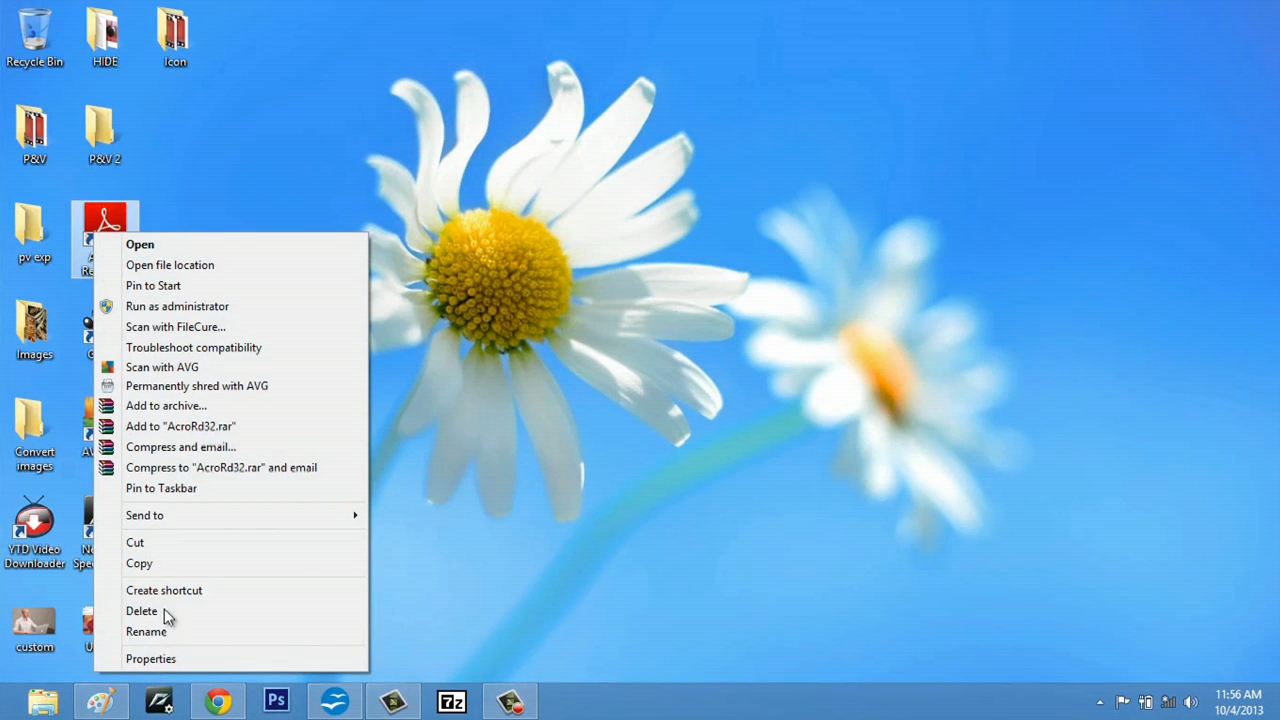 Recycle Bin
HIDE
Icon
P&V
P&V 2
pv exp
Images
Convert
images
YTD Video
Downloader
custom
Open
Open file location
Pin to Start
Run as administrator
Scan with FileCure...
Troubleshoot compatibility
Scan with AVG
Permanently shred with AVG
Add to archive...
Add to "AcroRd32.rar"
Compress and email...
Compress to "AcroRd32.rar" and email
Pin to Taskbar
Send to
Cut
Copy
Create shortcut
Delete
Rename
Properties
Ps
7z
11:56 AM
10/4/2013